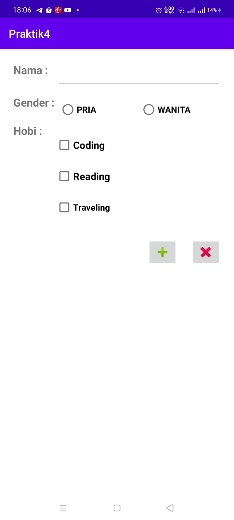 18:06
Praktik4
Nama :
Gender : PRIA WANITA
Hobi :
Coding
Reading
Traveling